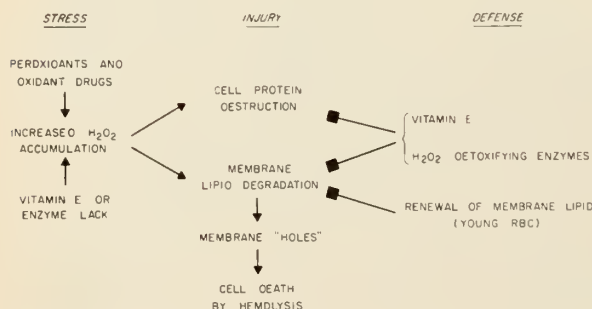 STRESS
INJURY
DEFENSE
PERDXIOANTS AND
OXIDANT DRUGS
INCREASEO H₂O₂
ACCUMULATION
VITAMIN E OR
ENZYME LACK
CELL PROTEIN
OESTRUCTION
MEMBRANE
LIPIO DEGRADATION
MEMBRANE "HOLES"
CELL DEATH
BY HEMDLYSIS
VITAMIN E
H₂O₂ OETOXIFYING ENZYMES
RENEWAL OF MEMBRANE LIPID
(YOUNG RBC)